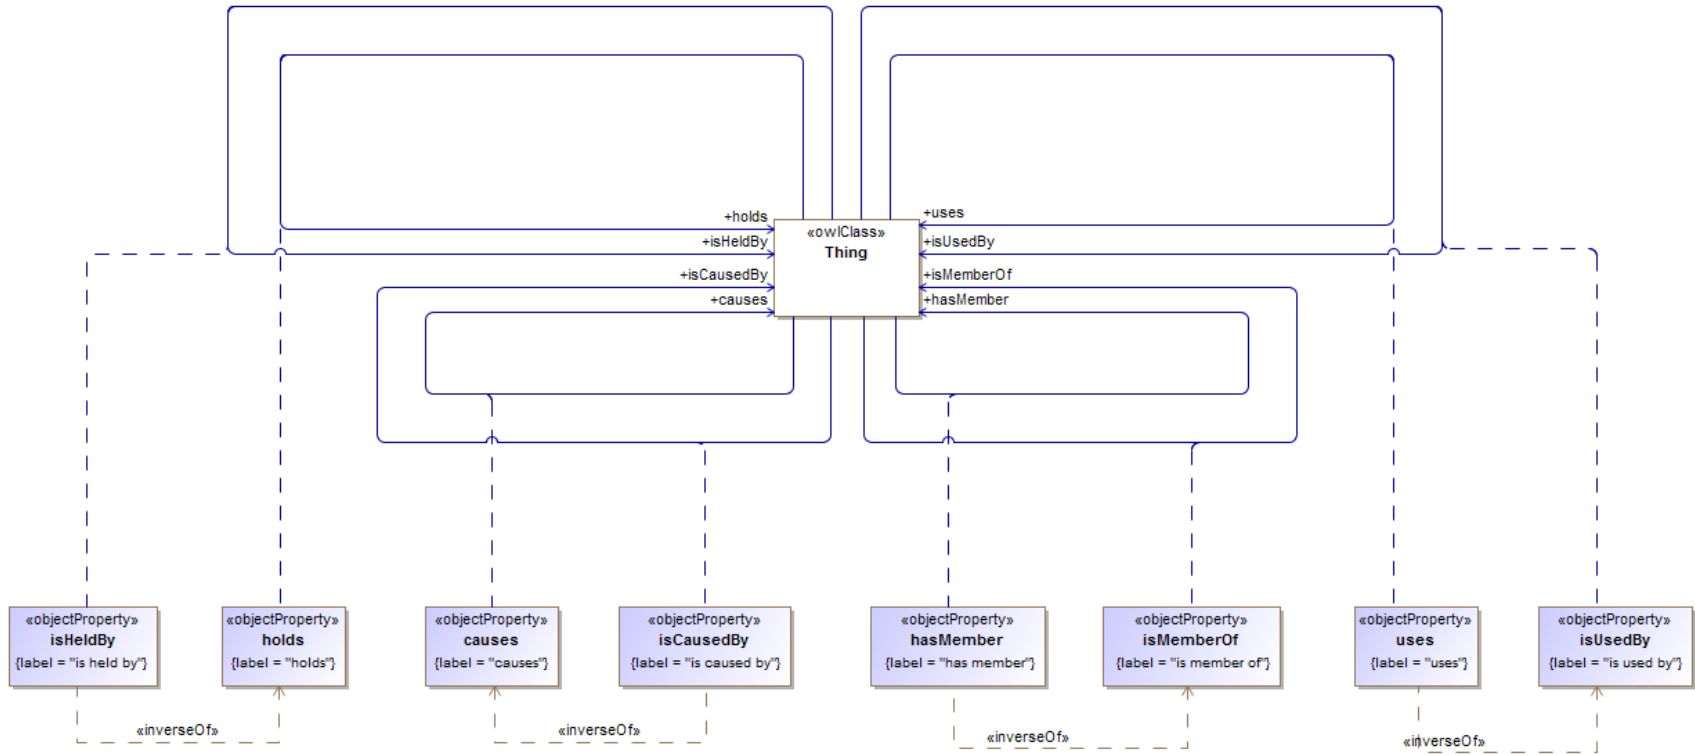 +holds
+isHeldBy
+isCausedBy
+causes
«owlClass»
Thing
+uses
+isUsedBy
+isMemberOf
+hasMember
«objectProperty»
isHeldBy
{label = "is held by"}
«objectProperty»
holds
{label = "holds"}
«objectProperty»
causes
{label = "causes"}
«objectProperty»
isCausedBy
{label = "is caused by"}
«objectProperty»
hasMember
{label = "has member"}
«objectProperty»
isMemberOf
{label = "is member of"}
«objectProperty»
uses
{label = "uses"}
«objectProperty»
isUsedBy
{label = "is used by"}
«inverseOf»
«inverseOf»
«inverseOf»
«inverseOf»